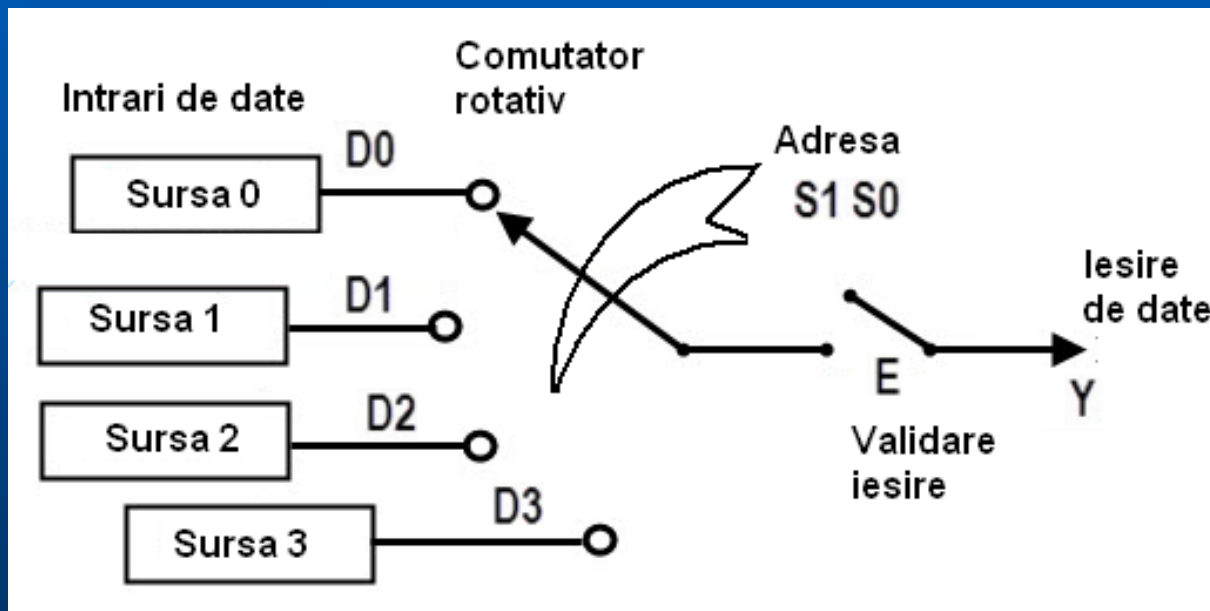 Comutator
rotativ
Intrari de date
Adresa
S1 S0
D0
Sursa 0
D1
Sursa 1
D2
Sursa 2
D3
Sursa 3
E
Validare
iesire
Iesire
de date
Y